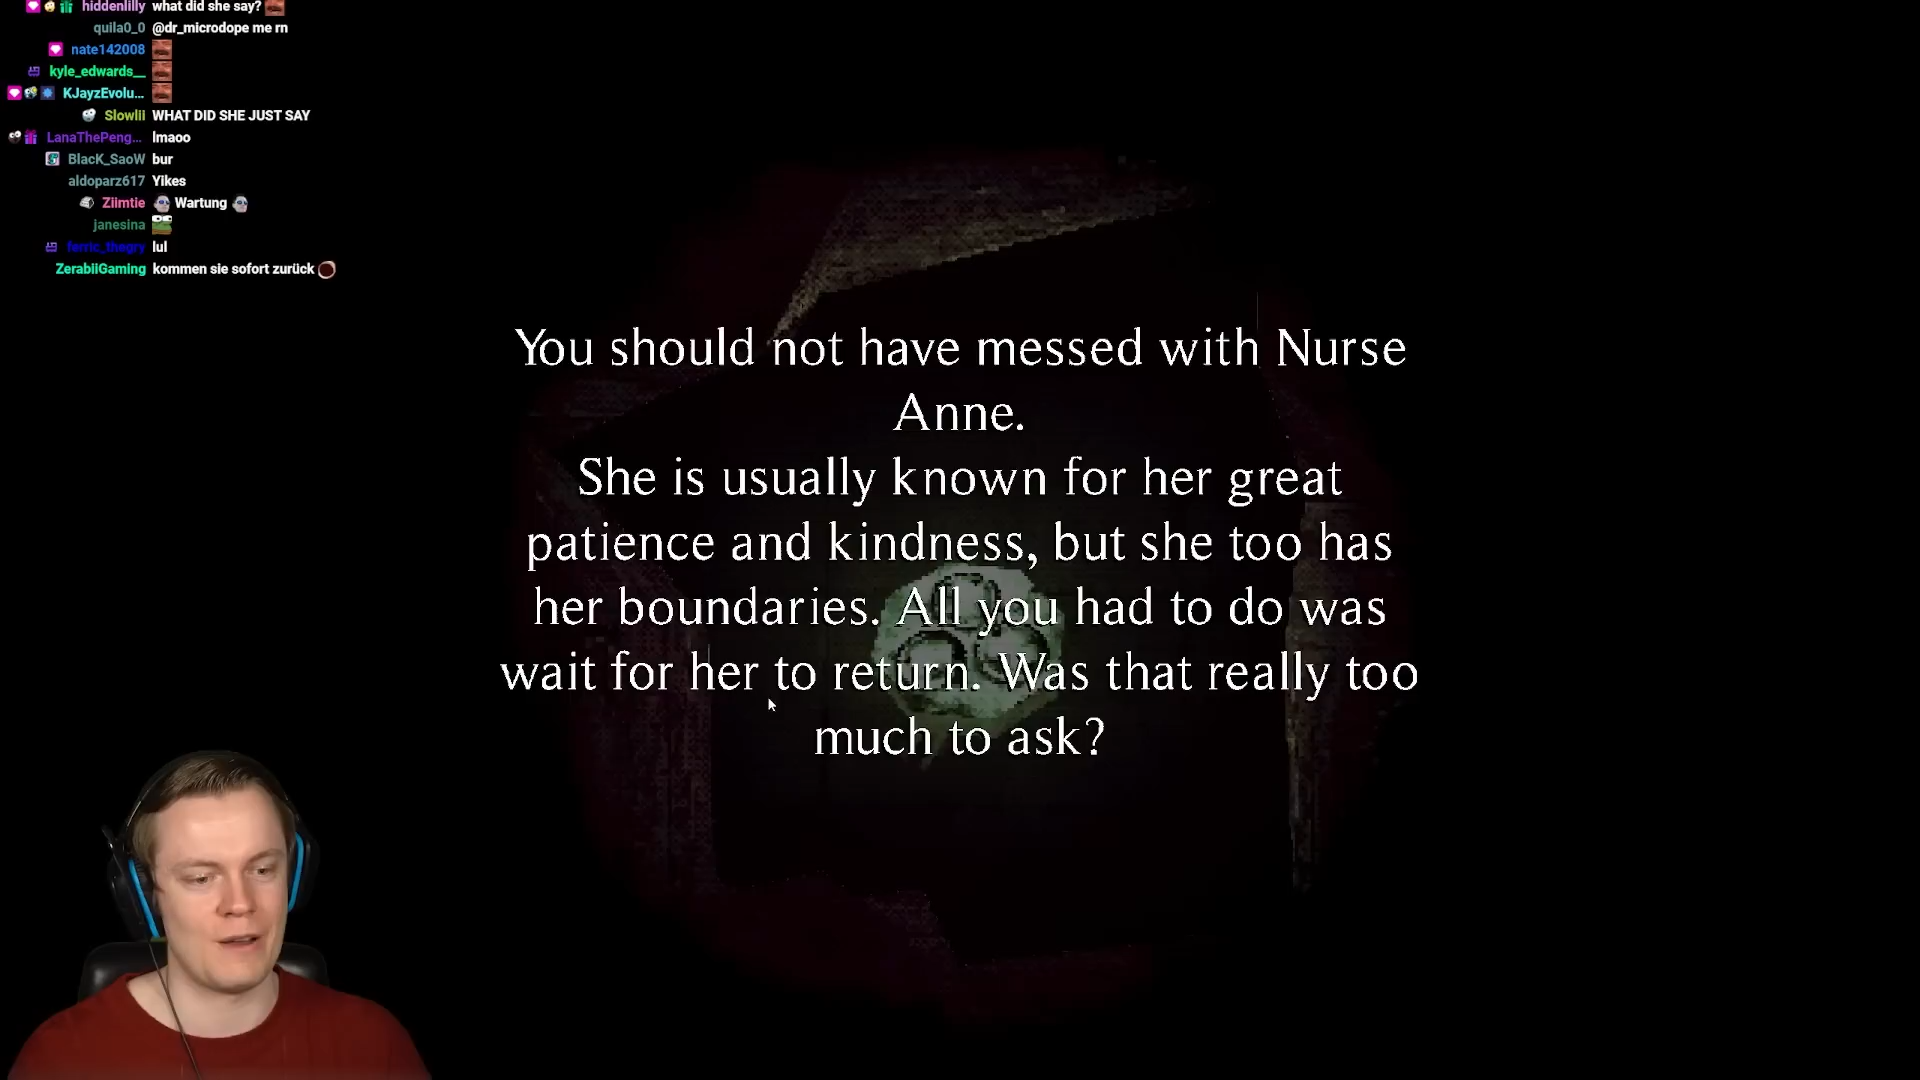 hiddenlilly what did she say?
quila0_0 @dr_microdope me rn
nate142008
kyle_edwards__
KJayzEvolu...
Slowlii WHAT DID SHE JUST SAY
LanaThePeng... lmaoo
BlacK_SaoW bur
aldoparz617 Yikes
Ziimtie Wartung
janesina
ferric_thegry lul
ZerabiiGaming kommen sie sofort zurück
You should not have messed with Nurse
Anne.
She is usually known for her great
patience and kindness, but she too has
her boundaries. All you had to do was
wait for her to return. Was that really too
much to ask?